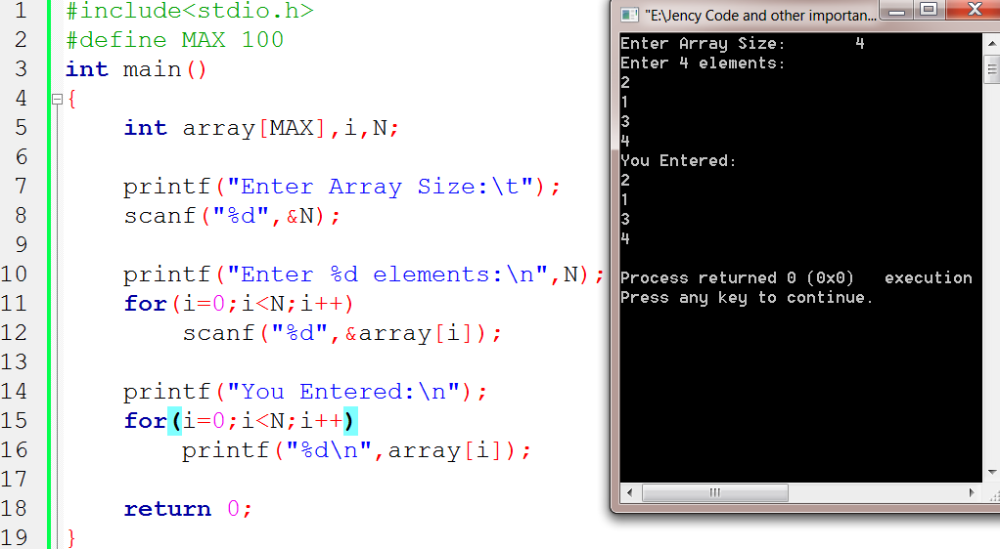 1 #include<stdio.h>
2 #define MAX 100
3 int main()
4 {
5 int array[MAX],i,N;
6
7 printf("Enter Array Size:\t");
8 scanf("%d",&N);
9
10 printf("Enter %d elements:\n",N);
11 for(i=0;i<N;i++)
12 scanf("%d",&array[i]);
13
14 printf("You Entered:\n");
15 for(i=0;i<N;i++)
16 printf("%d\n",array[i]);
17
18 return 0;
19 }
"E:\Jency Code and other importan...
Enter Array Size: 4
Enter 4 elements:
2
1
3
4
You Entered:
2
1
3
4
Process returned 0 (0x0) execution
Press any key to continue.